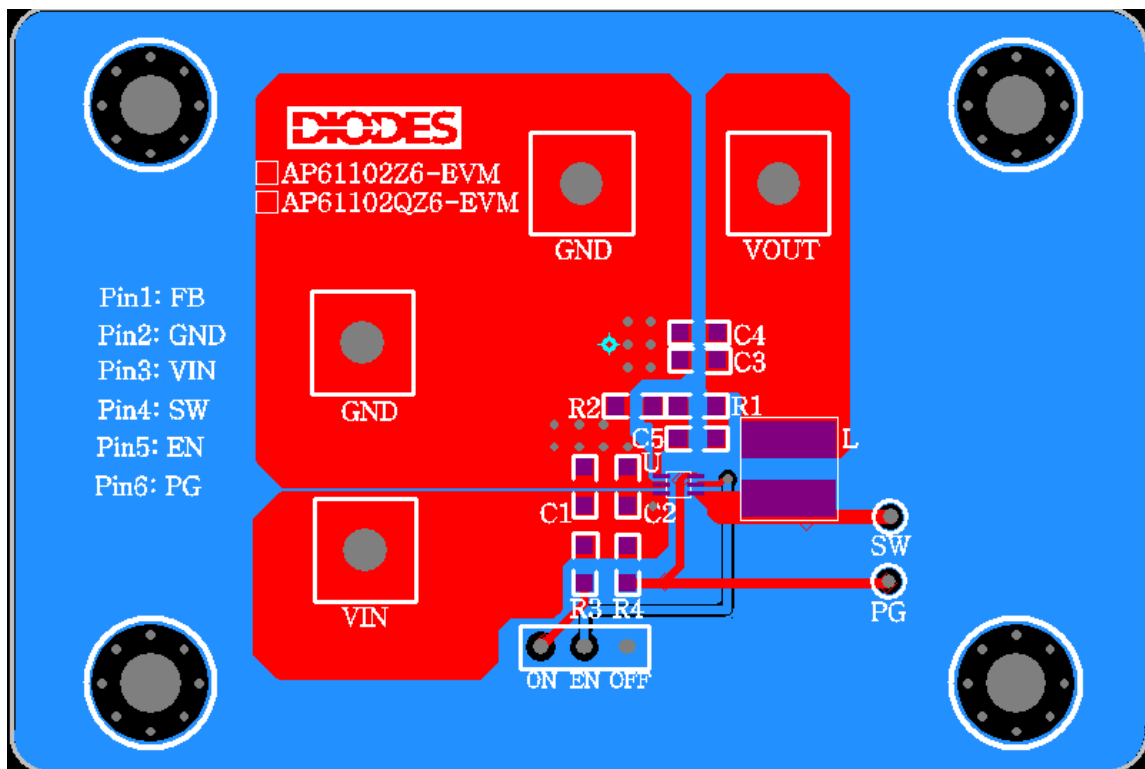 DIODES
AP61102Z6-EVM
AP61102QZ6-EVM
GND
VOUT
Pin1: FB
Pin2: GND
Pin3: VIN
Pin4: SW
Pin5: EN
Pin6: PG
GND
C4
C3
R2
R1
C5
L
U
C1
C2
SW
VIN
R3
R4
PG
ON EN OFF